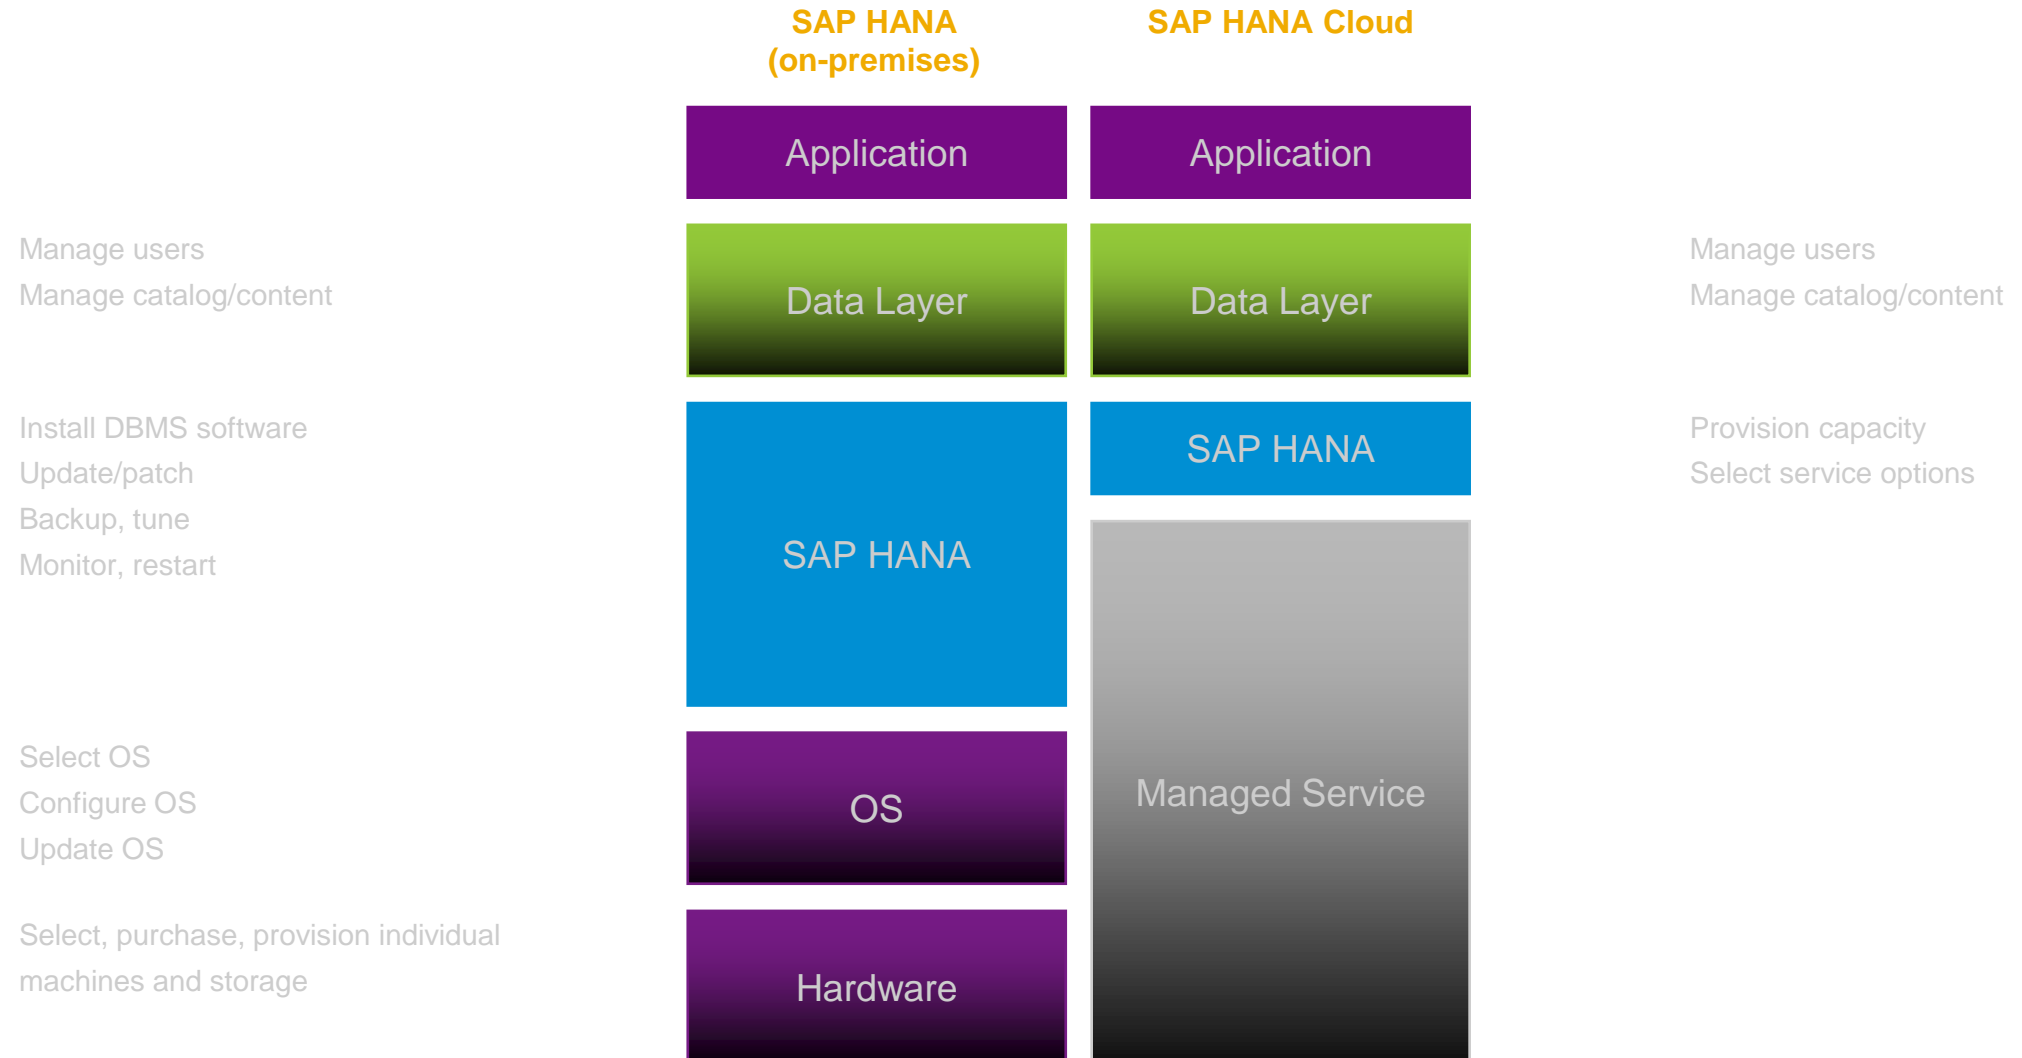 SAP HANA
(on-premises)
SAP HANA Cloud
Application
Application
Manage users
Manage catalog/content
Data Layer
Data Layer
Manage users
Manage catalog/content
Install DBMS software
Update/patch
Backup, tune
Monitor, restart
SAP HANA
SAP HANA
Provision capacity
Select service options
Select OS
Configure OS
Update OS
OS
Managed Service
Select, purchase, provision individual
machines and storage
Hardware